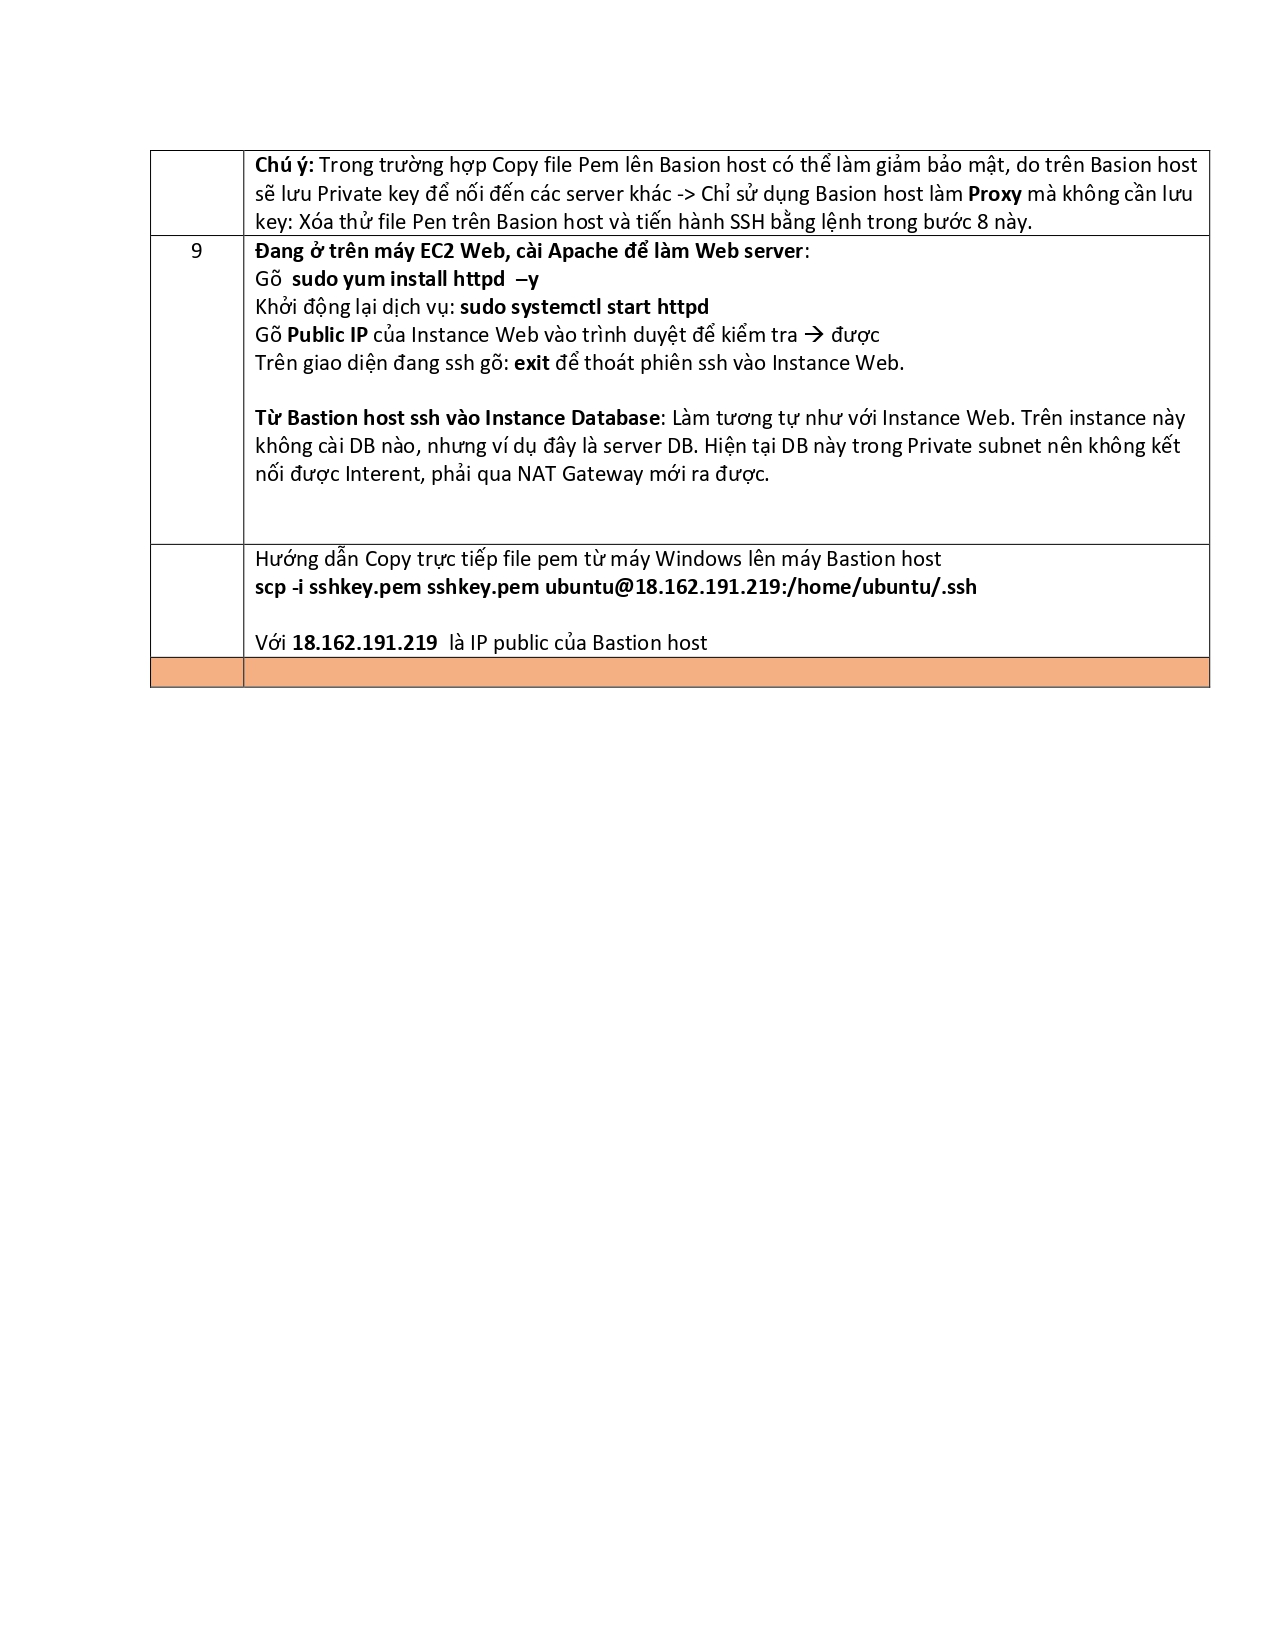 Chú ý: Trong trường hợp Copy file Pem lên Basion host có thể làm giảm bảo mật, do trên Basion host
sẽ lưu Private key để nối đến các server khác -> Chỉ sử dụng Basion host làm Proxy mà không cần lưu
key: Xóa thử file Pen trên Basion host và tiến hành SSH bằng lệnh trong bước 8 này.
9
Đang ở trên máy EC2 Web, cài Apache để làm Web server:
Gõ sudo yum install httpd –y
Khởi động lại dịch vụ: sudo systemctl start httpd
Gõ Public IP của Instance Web vào trình duyệt để kiểm tra → được
Trên giao diện đang ssh gõ: exit để thoát phiên ssh vào Instance Web.
Từ Bastion host ssh vào Instance Database: Làm tương tự như với Instance Web. Trên instance này
không cài DB nào, nhưng ví dụ đây là server DB. Hiện tại DB này trong Private subnet nên không kết
nối được Interent, phải qua NAT Gateway mới ra được.
Hướng dẫn Copy trực tiếp file pem từ máy Windows lên máy Bastion host
scp -i sshkey.pem sshkey.pem ubuntu@18.162.191.219:/home/ubuntu/.ssh
Với 18.162.191.219 là IP public của Bastion host